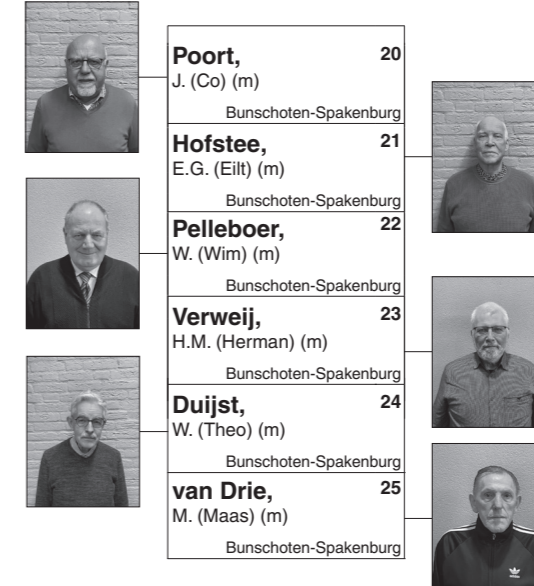 Poort, 20
J. (Co) (m)
Bunschoten-Spakenburg
Hofstee, 21
E.G. (Eilt) (m)
Bunschoten-Spakenburg
Pelleboer, 22
W. (Wim) (m)
Bunschoten-Spakenburg
Verweij, 23
H.M. (Herman) (m)
Bunschoten-Spakenburg
Duijst, 24
W. (Theo) (m)
Bunschoten-Spakenburg
van Drie, 25
M. (Maas) (m)
Bunschoten-Spakenburg